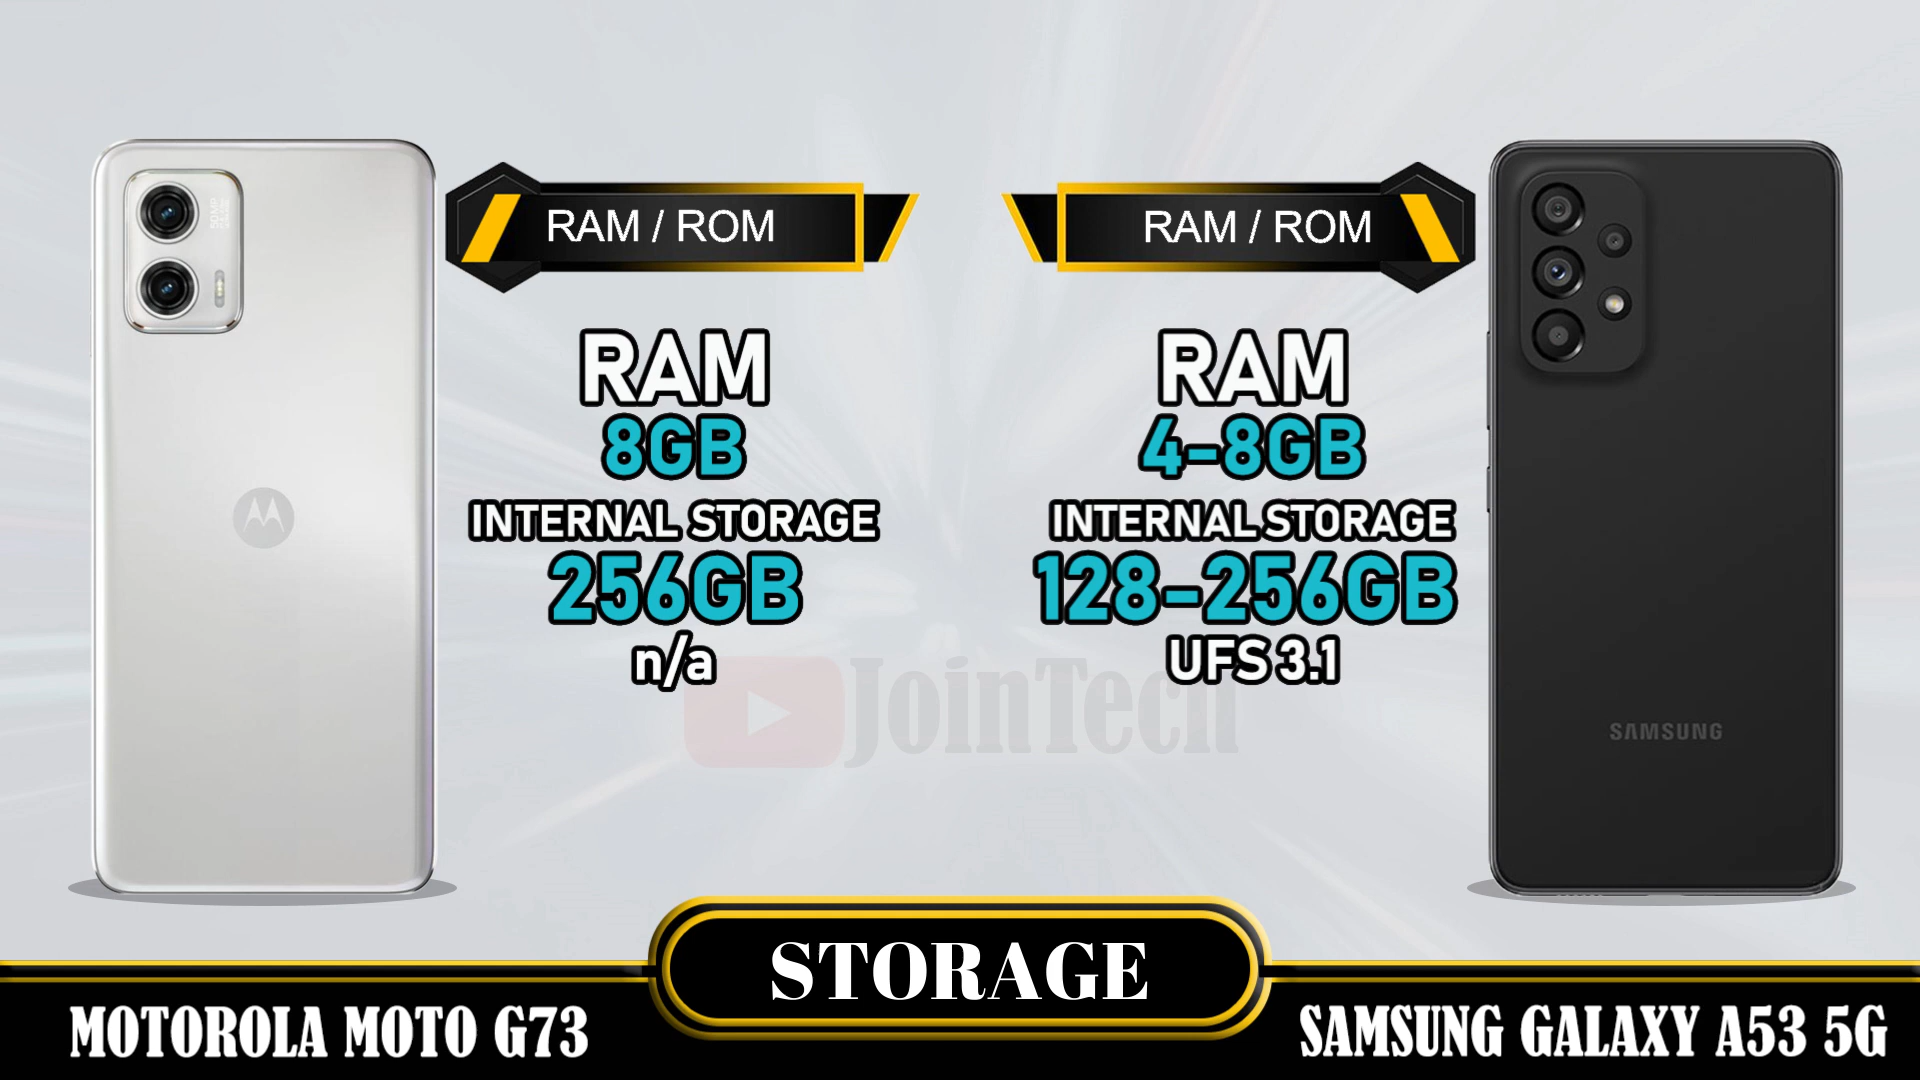 RAM / ROM
RAM
8GB
INTERNAL STORAGE
256GB
n/a
RAM / ROM
RAM
4-8GB
INTERNAL STORAGE
128-256GB
UFS 3.1
JoinTech
SAMSUNG
STORAGE
MOTOROLA MOTO G73
SAMSUNG GALAXY A53 5G